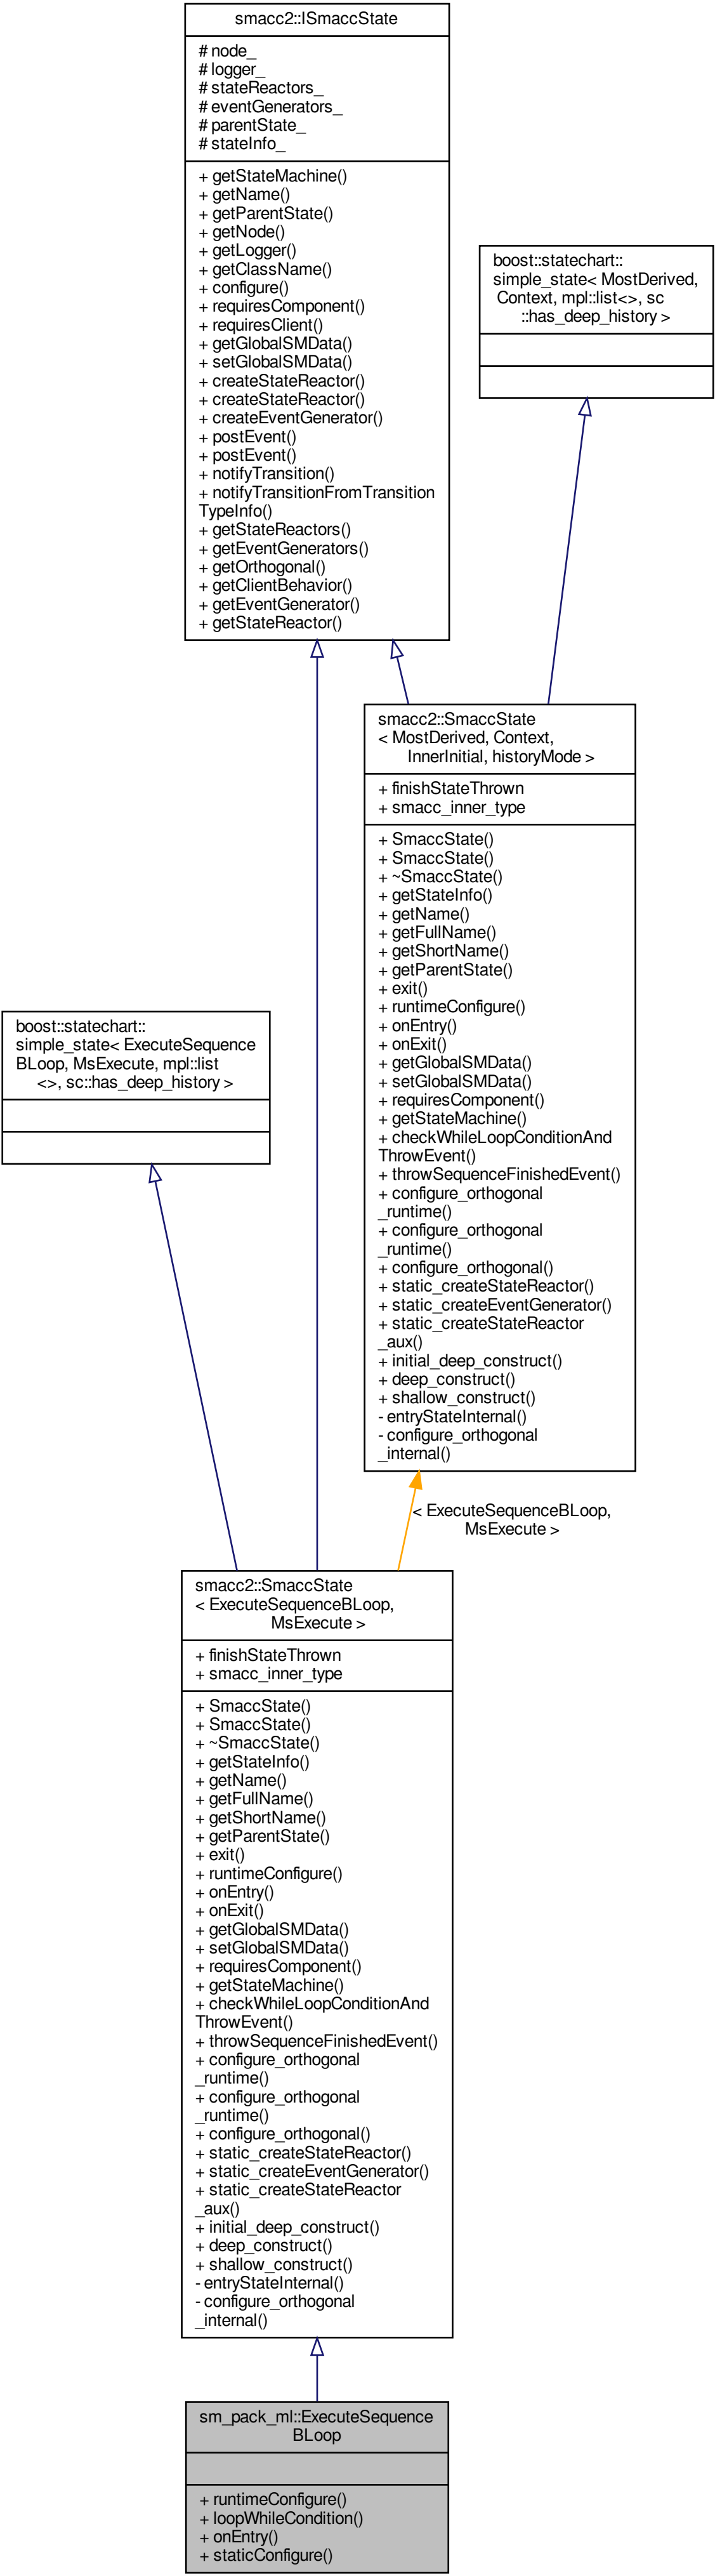 smacc2::ISmaccState
# node_
# logger_
# stateReactors_
# eventGenerators_
# parentState_
# stateInfo_
+ getStateMachine()
+ getName()
+ getParentState()
+ getNode()
+ getLogger()
+ getClassName()
+ configure()
+ requiresComponent()
+ requiresClient()
+ getGlobalSMData()
+ setGlobalSMData()
+ createStateReactor()
+ createStateReactor()
+ createEventGenerator()
+ postEvent()
+ postEvent()
+ notifyTransition()
+ notifyTransitionFromTransition
TypeInfo()
+ getStateReactors()
+ getEventGenerators()
+ getOrthogonal()
+ getClientBehavior()
+ getEventGenerator()
+ getStateReactor()
boost::statechart::
simple_state< MostDerived,
Context, mpl::list<>, sc
::has_deep_history >
smacc2::SmaccState
< MostDerived, Context,
InnerInitial, historyMode >
+ finishStateThrown
+ smacc_inner_type
+ SmaccState()
+ SmaccState()
+ ~SmaccState()
+ getStateInfo()
+ getName()
+ getFullName()
+ getShortName()
+ getParentState()
+ exit()
+ runtimeConfigure()
+ onEntry()
+ onExit()
+ getGlobalSMData()
+ setGlobalSMData()
+ requiresComponent()
+ getStateMachine()
+ checkWhileLoopConditionAnd
ThrowEvent()
+ throwSequenceFinishedEvent()
+ configure_orthogonal
_runtime()
+ configure_orthogonal
_runtime()
+ configure_orthogonal()
+ static_createStateReactor()
+ static_createEventGenerator()
+ static_createStateReactor
_aux()
+ initial_deep_construct()
+ deep_construct()
+ shallow_construct()
- entryStateInternal()
- configure_orthogonal
_internal()
boost::statechart::
simple_state< ExecuteSequence
BLoop, MsExecute, mpl::list
<>, sc::has_deep_history >
< ExecuteSequenceBLoop,
MsExecute >
smacc2::SmaccState
< ExecuteSequenceBLoop,
MsExecute >
+ finishStateThrown
+ smacc_inner_type
+ SmaccState()
+ SmaccState()
+ ~SmaccState()
+ getStateInfo()
+ getName()
+ getFullName()
+ getShortName()
+ getParentState()
+ exit()
+ runtimeConfigure()
+ onEntry()
+ onExit()
+ getGlobalSMData()
+ setGlobalSMData()
+ requiresComponent()
+ getStateMachine()
+ checkWhileLoopConditionAnd
ThrowEvent()
+ throwSequenceFinishedEvent()
+ configure_orthogonal
_runtime()
+ configure_orthogonal
_runtime()
+ configure_orthogonal()
+ static_createStateReactor()
+ static_createEventGenerator()
+ static_createStateReactor
_aux()
+ initial_deep_construct()
+ deep_construct()
+ shallow_construct()
- entryStateInternal()
- configure_orthogonal
_internal()
sm_pack_ml::ExecuteSequence
BLoop
+ runtimeConfigure()
+ loopWhileCondition()
+ onEntry()
+ staticConfigure()